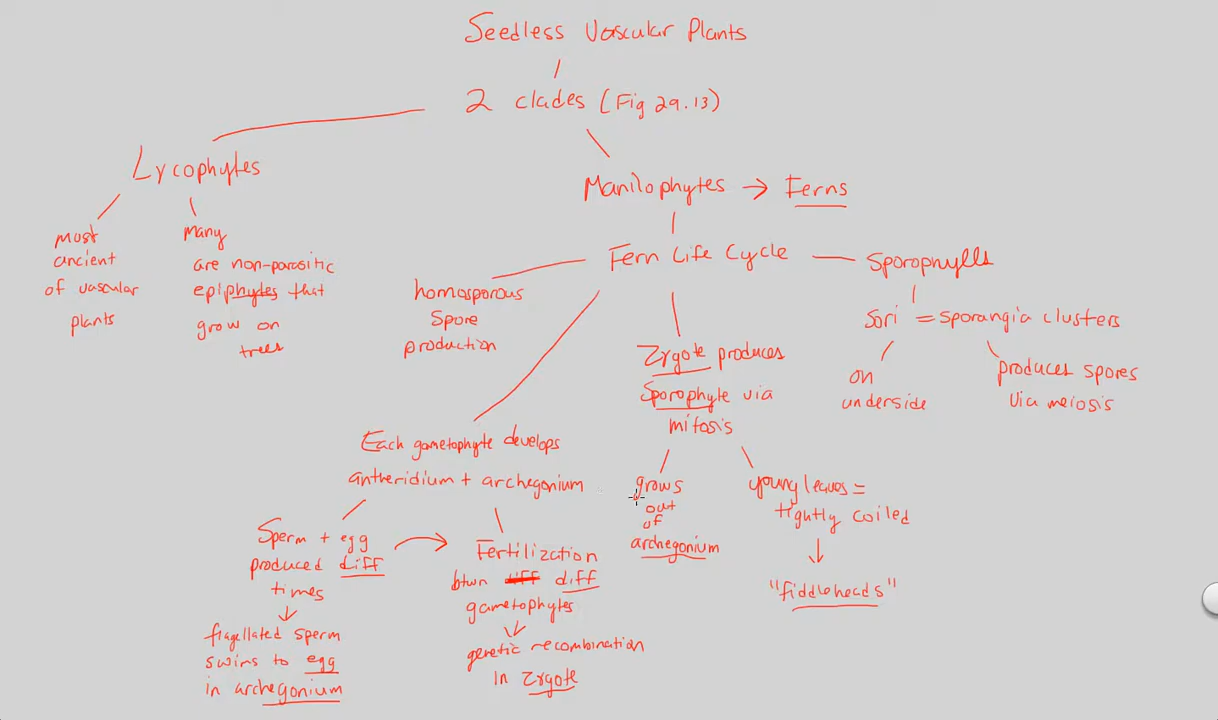 Seedless Vascular Plants
2 clades (Fig 29.13)
Lycophytes
most
ancient
of vascular
plants
Many
are non-parasitic
epiphytes that
grow on
trees
Manilophytes → Ferns
Fern Life Cycle
homosporous
Spore
production
Sporophylls
Sori = Sporangia clusters
on
underside
produces spores
via meiosis
Zygote produces
Sporophyte via
mitosis
grows
out
of
archegonium
young leaves =
tightly coiled
"fiddleheads"
Each gametophyte develops
antheridium + archegonium
Sperm + egg
produced diff
times
flagellated sperm
swims to egg
in archegonium
Fertilization
btwn diff diff
gametophytes
genetic recombination
in Zygote